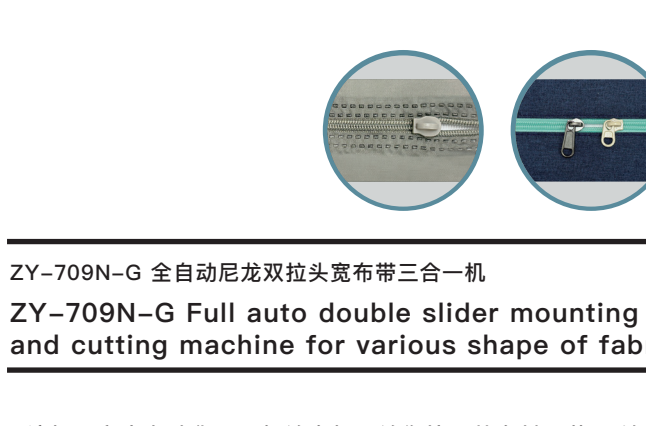 ZY-709N-G 全自动尼龙双拉头宽布带三合一机
ZY-709N-G Full auto double slider mounting
and cutting machine for various shape of fab